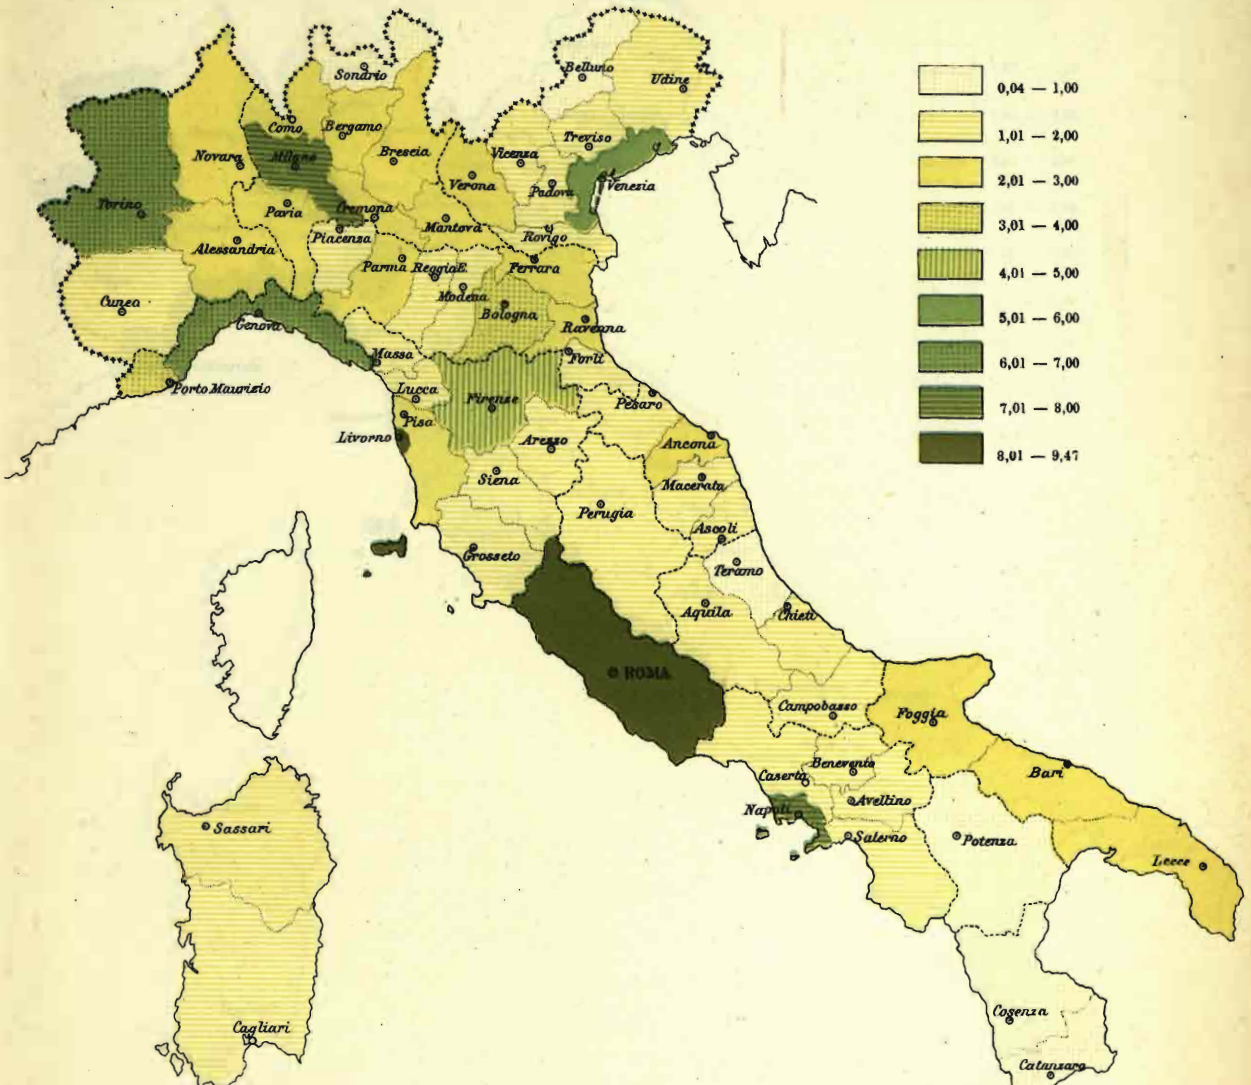 Sondrio
Belluno
Udine
Como
Bergamo
Treviso
Novara
Milano
Brescia
Vicenza
Verona
Padova
Venezia
Torino
Pavia
Cremona
Mantova
Piacenza
Rovigo
Alessandria
Parma
Reggio E.
Ferrara
Modena
Cuneo
Bologna
Genova
Ravenna
Massa
Forlì
Porto Maurizio
Lucca
Firenze
Pesaro
Pisa
Livorno
Arezzo
Ancona
Siena
Macerata
Perugia
Ascoli
Grosseto
Teramo
Aquila
Chieti
ROMA
Campobasso
Foggia
Benevento
Bari
Caserta
Napoli
Avellino
Salerno
Potenza
Lecce
Sassari
Cosenza
Cagliari
Catanzaro
0,04 — 1,00
1,01 — 2,00
2,01 — 3,00
3,01 — 4,00
4,01 — 5,00
5,01 — 6,00
6,01 — 7,00
7,01 — 8,00
8,01 — 9,47